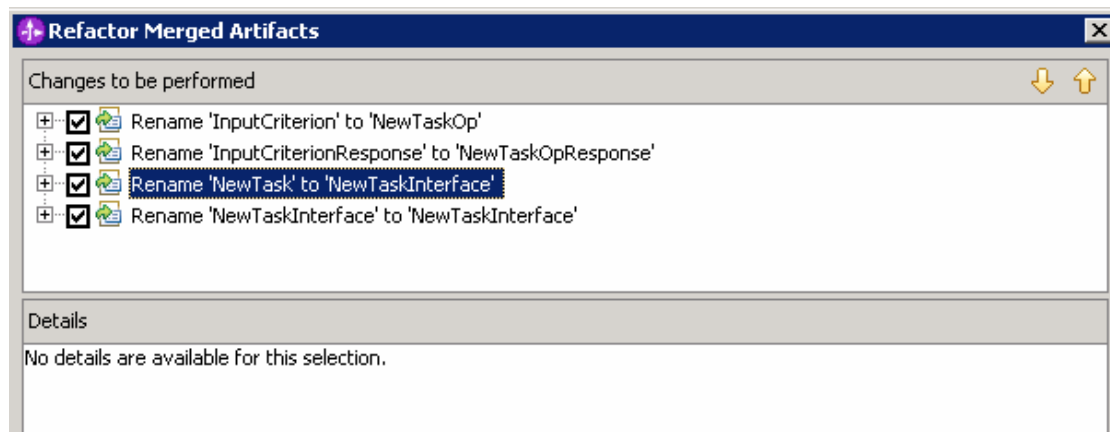 Refactor Merged Artifacts
Changes to be performed
Rename 'InputCriterion' to 'NewTaskOp'
Rename 'InputCriterionResponse' to 'NewTaskOpResponse'
Rename 'NewTask' to 'NewTaskInterface'
Rename 'NewTaskInterface' to 'NewTaskInterface'
Details
No details are available for this selection.